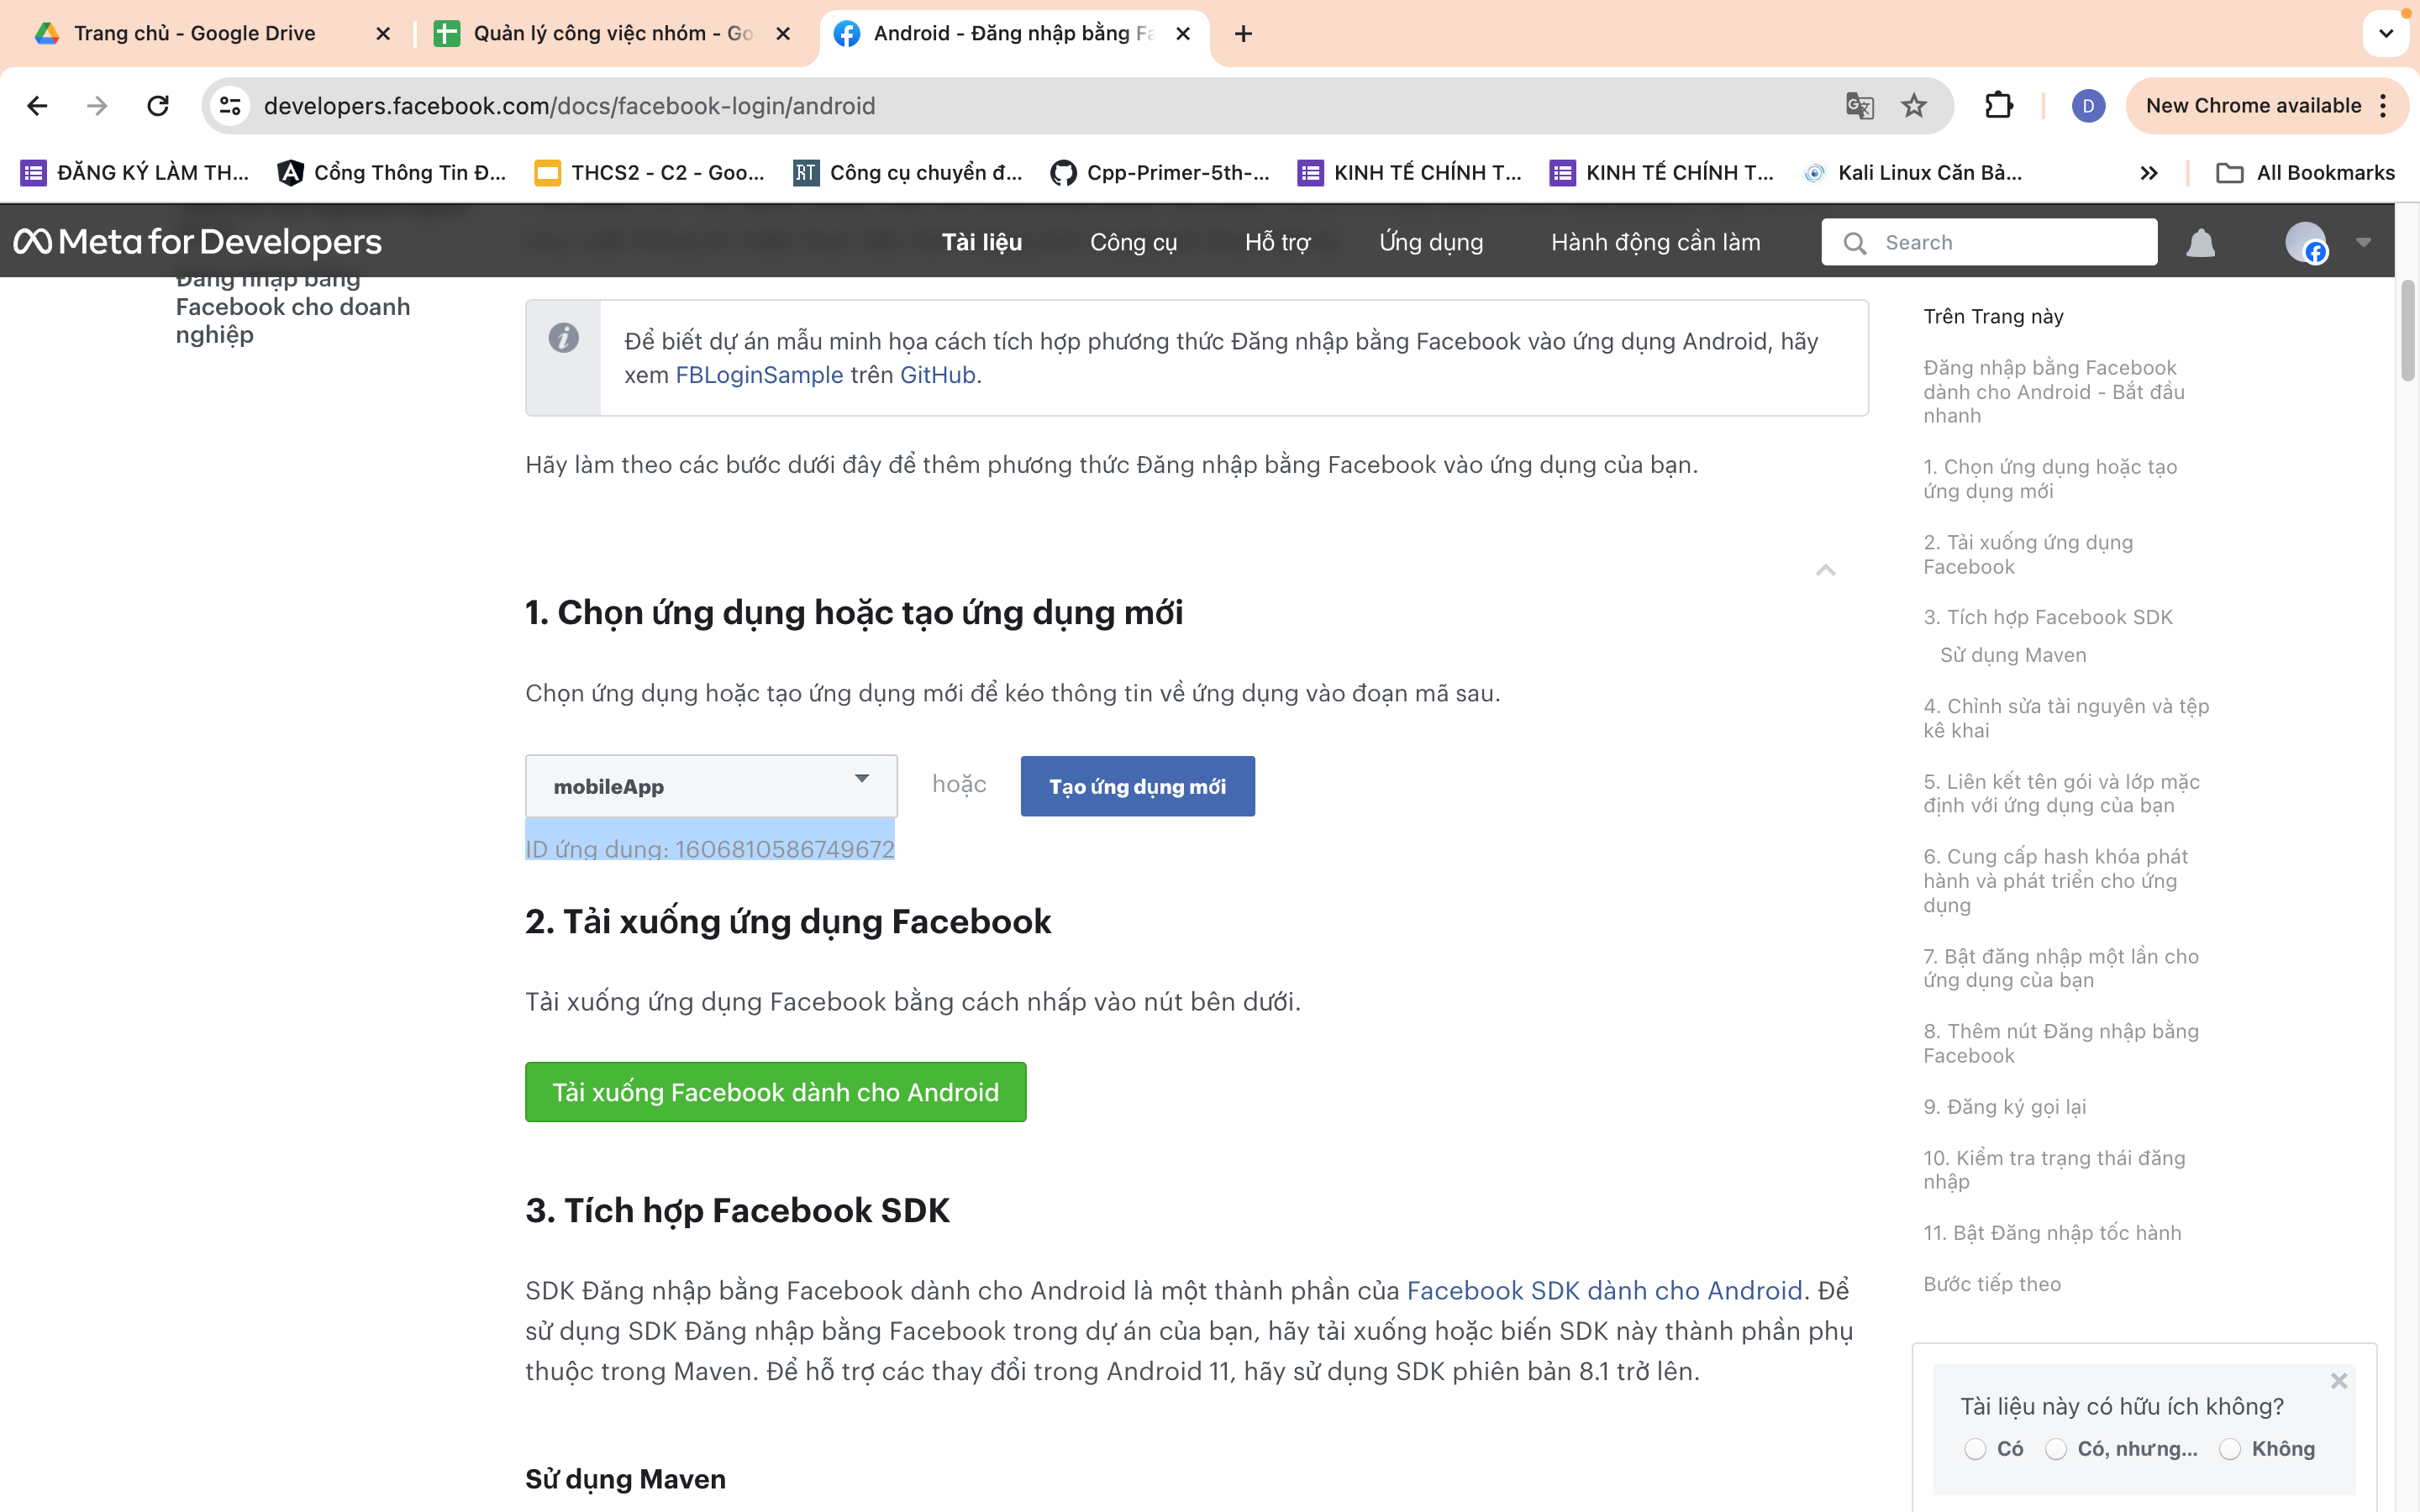 Trang chủ - Google Drive
Quản lý công việc nhóm - Go
Android - Đăng nhập bằng Fa
developers.facebook.com/docs/facebook-login/android
D
New Chrome available
ĐĂNG KÝ LÀM TH...
Cổng Thông Tin Đ...
THCS2 - C2 - Goo...
RT
Công cụ chuyển đ...
Cpp-Primer-5th-...
KINH TẾ CHÍNH T...
KINH TẾ CHÍNH T...
Kali Linux Căn Bả...
All Bookmarks
Meta for Developers
Tài liệu
Công cụ
Hỗ trợ
Ứng dụng
Hành động cần làm
Search
Đăng nhập bằng
Facebook cho doanh
nghiệp
Để biết dự án mẫu minh họa cách tích hợp phương thức Đăng nhập bằng Facebook vào ứng dụng Android, hãy
xem FBLoginSample trên GitHub.
Hãy làm theo các bước dưới đây để thêm phương thức Đăng nhập bằng Facebook vào ứng dụng của bạn.
1. Chọn ứng dụng hoặc tạo ứng dụng mới
Chọn ứng dụng hoặc tạo ứng dụng mới để kéo thông tin về ứng dụng vào đoạn mã sau.
mobileApp
hoặc
Tạo ứng dụng mới
ID ứng dụng: 1606810586749672
2. Tải xuống ứng dụng Facebook
Tải xuống ứng dụng Facebook bằng cách nhấp vào nút bên dưới.
Tải xuống Facebook dành cho Android
3. Tích hợp Facebook SDK
SDK Đăng nhập bằng Facebook dành cho Android là một thành phần của Facebook SDK dành cho Android. Để
sử dụng SDK Đăng nhập bằng Facebook trong dự án của bạn, hãy tải xuống hoặc biến SDK này thành phần phụ
thuộc trong Maven. Để hỗ trợ các thay đổi trong Android 11, hãy sử dụng SDK phiên bản 8.1 trở lên.
Sử dụng Maven
Trên Trang này
Đăng nhập bằng Facebook
dành cho Android - Bắt đầu
nhanh
1. Chọn ứng dụng hoặc tạo
ứng dụng mới
2. Tải xuống ứng dụng
Facebook
3. Tích hợp Facebook SDK
Sử dụng Maven
4. Chỉnh sửa tài nguyên và tệp
kê khai
5. Liên kết tên gói và lớp mặc
định với ứng dụng của bạn
6. Cung cấp hash khóa phát
hành và phát triển cho ứng
dụng
7. Bật đăng nhập một lần cho
ứng dụng của bạn
8. Thêm nút Đăng nhập bằng
Facebook
9. Đăng ký gọi lại
10. Kiểm tra trạng thái đăng
nhập
11. Bật Đăng nhập tốc hành
Bước tiếp theo
Tài liệu này có hữu ích không?
Có
Có, nhưng...
Không